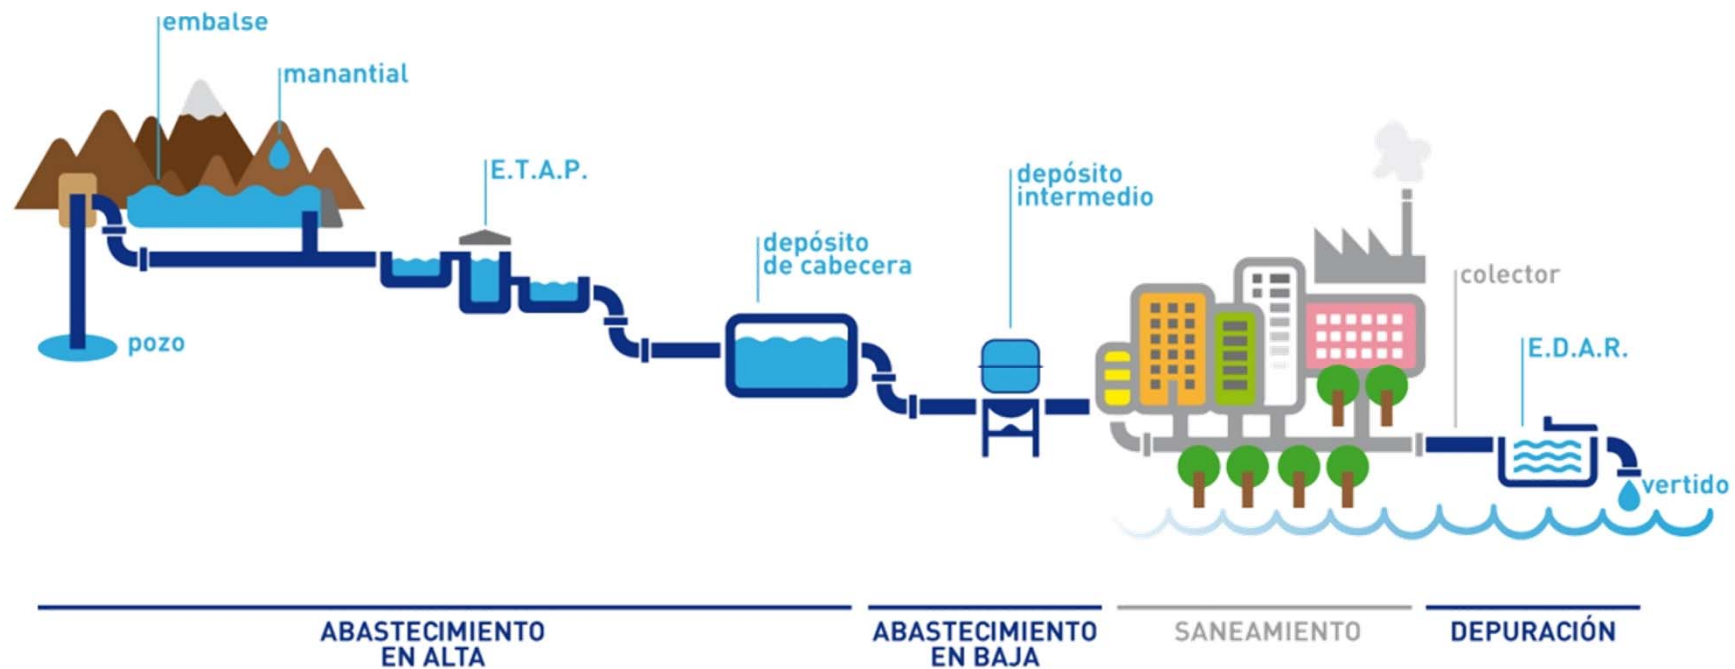 embalse
manantial
E.T.A.P.
pozo
depósito
de cabecera
depósito
intermedio
colector
E.D.A.R.
vertido
ABASTECIMIENTO
EN ALTA
ABASTECIMIENTO
EN BAJA
SANEAMIENTO
DEPURACIÓN